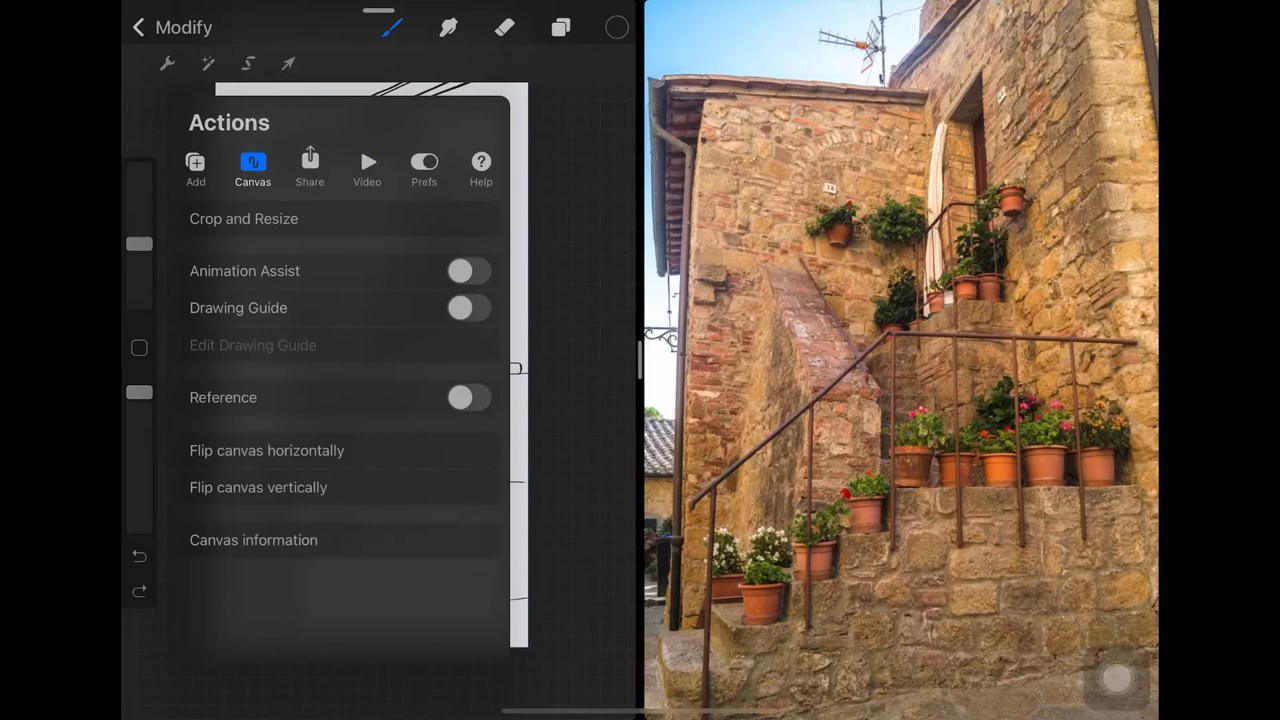 Modify
Actions
Add
Canvas
Share
Video
Prefs
Help
Crop and Resize
Animation Assist
Drawing Guide
Edit Drawing Guide
Reference
Flip canvas horizontally
Flip canvas vertically
Canvas information